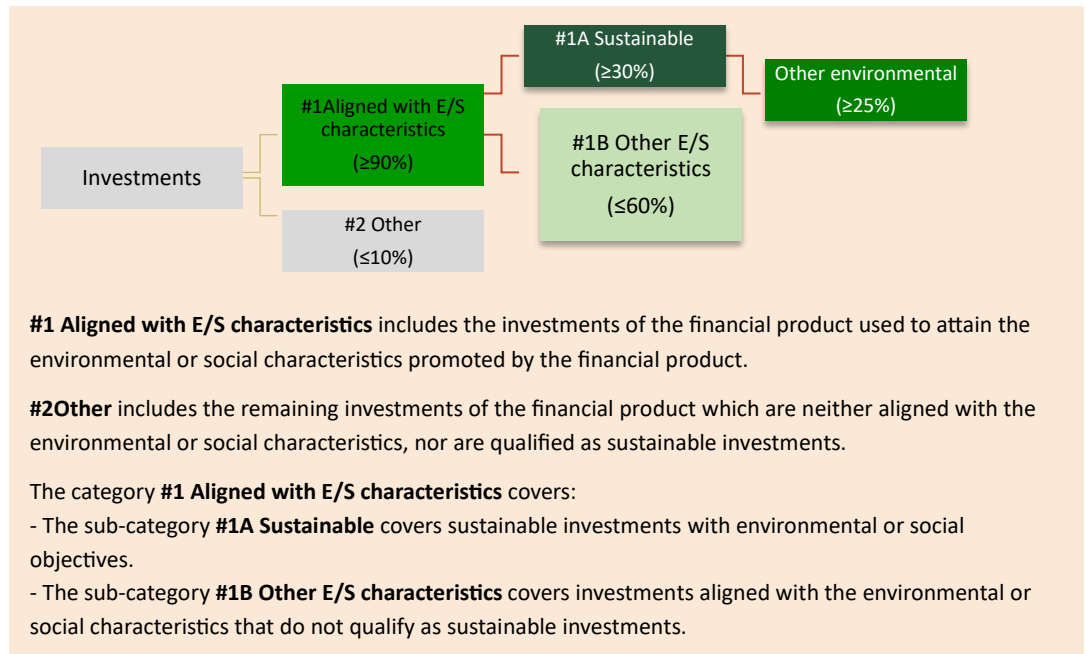 #1A Sustainable
(≥30%)
Other environmental
(≥25%)
#1Aligned with E/S
characteristics
(≥90%)
#1B Other E/S
characteristics
(≤60%)
Investments
#2 Other
(≤10%)
#1 Aligned with E/S characteristics includes the investments of the financial product used to attain the
environmental or social characteristics promoted by the financial product.
#2Other includes the remaining investments of the financial product which are neither aligned with the
environmental or social characteristics, nor are qualified as sustainable investments.
The category #1 Aligned with E/S characteristics covers:
- The sub-category #1A Sustainable covers sustainable investments with environmental or social
objectives.
- The sub-category #1B Other E/S characteristics covers investments aligned with the environmental or
social characteristics that do not qualify as sustainable investments.